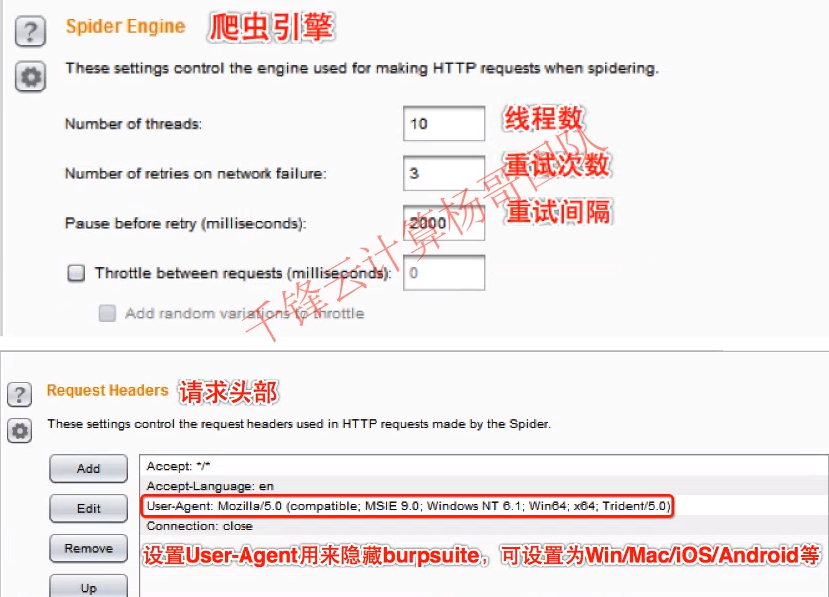 Spider Engine 爬虫引擎
These settings control the engine used for making HTTP requests when spidering.
Number of threads: 10 线程数
Number of retries on network failure: 3 重试次数
Pause before retry (milliseconds): 2000 重试间隔
Throttle between requests (milliseconds): 0
Add random variations to throttle
千锋云计算杨哥团队
Request Headers 请求头部
These settings control the request headers used in HTTP requests made by the Spider.
Add
Edit
Remove
Up
Accept: */*
Accept-Language: en
User-Agent: Mozilla/5.0 (compatible; MSIE 9.0; Windows NT 6.1; Win64; x64; Trident/5.0)
Connection: close
设置User-Agent用来隐藏burpsuite，可设置为Win/Mac/iOS/Android等